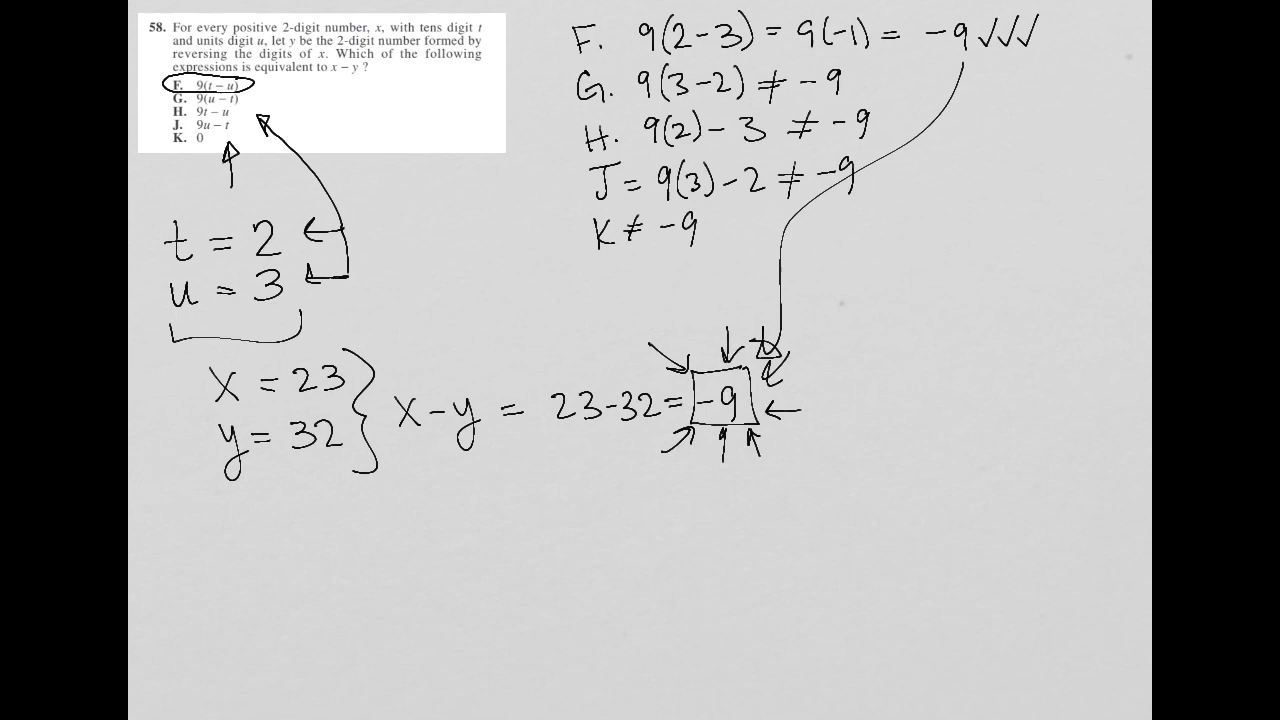 58. For every positive 2-digit number, x, with tens digit t
and units digit u, let y be the 2-digit number formed by
reversing the digits of x. Which of the following
expressions is equivalent to x – y ?
F. 9(t – u)
G. 9(u – t)
H. 9t – u
J. 9u – t
K. 0
t = 2
u = 3
x = 23
y = 32
x - y = 23-32 = -9
F. 9(2-3) = 9(-1) = -9 ✓✓✓
G. 9(3-2) ≠ -9
H. 9(2) - 3 ≠ -9
J = 9(3) - 2 ≠ -9
K ≠ -9